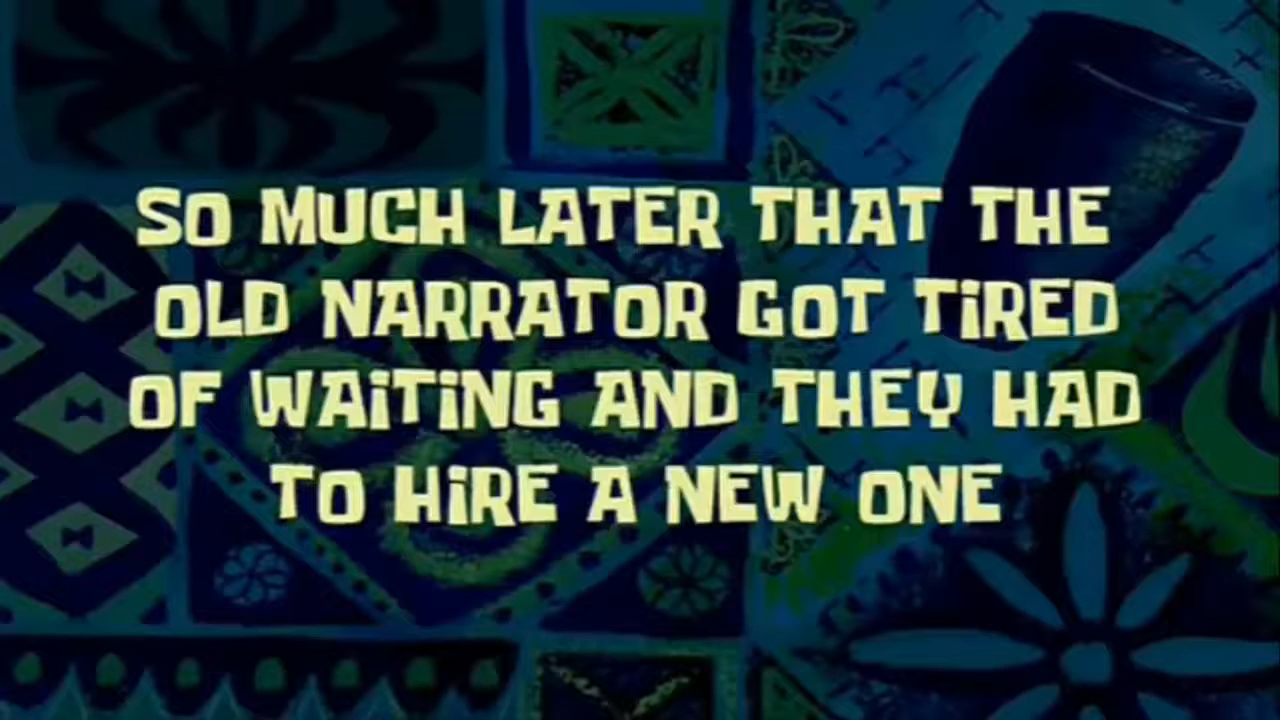 SO MUCH LATER THAT THE
OLD NARRATOR GOT TiRED
OF WAiTiNG AND THEY HAD
TO HiRE A NEW ONE